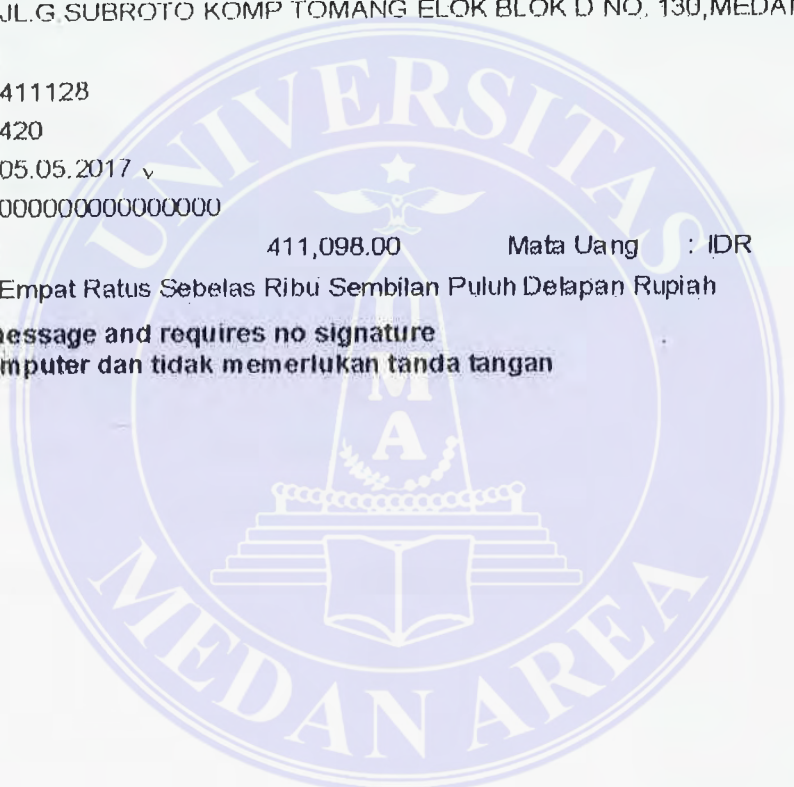 JL.G.SUBROTO KOMP TOMANG ELOK BLOK D NO. 130,MEDAN
411128
420
05.05.2017 v
000000000000000
411,098.00 Mata Uang : IDR
Empat Ratus Sebelas Ribu Sembilan Puluh Delapan Rupiah
message and requires no signature
mputer dan tidak memerlukan tanda tangan
UNIVERSITAS
M
A
MEDAN AREA